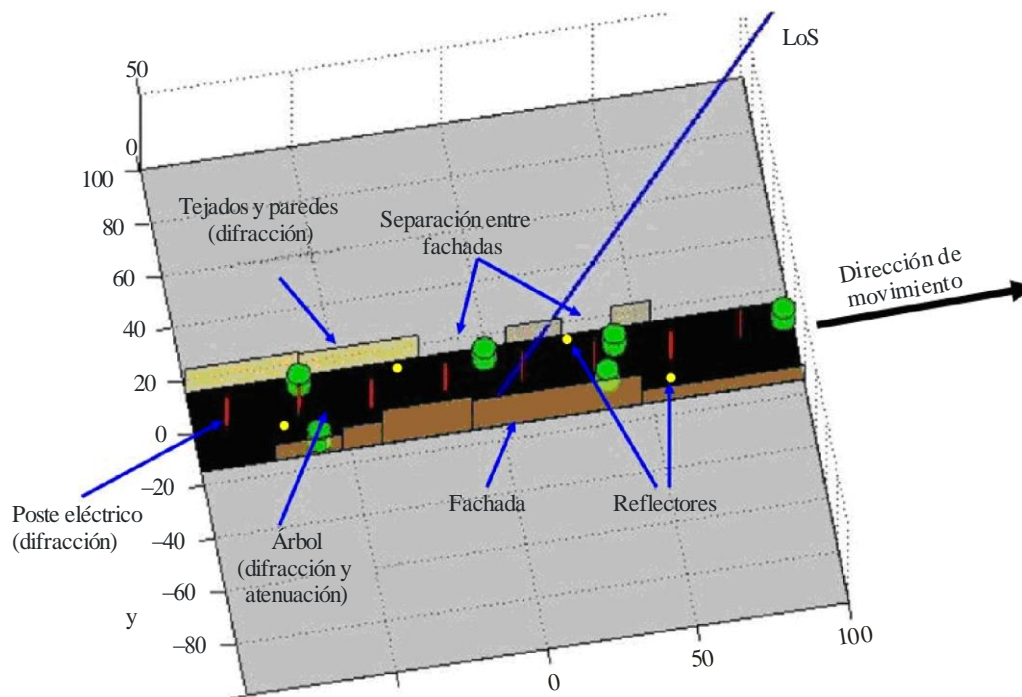 LoS
50
0
100
80
60
40
20
0
–20
–40
–60
–80
y
Tejados y paredes
(difracción)
Separación entre
fachadas
Dirección de
movimiento
Poste eléctrico
(difracción)
Árbol
(difracción y
atenuación)
Fachada
Reflectores
0
50
100